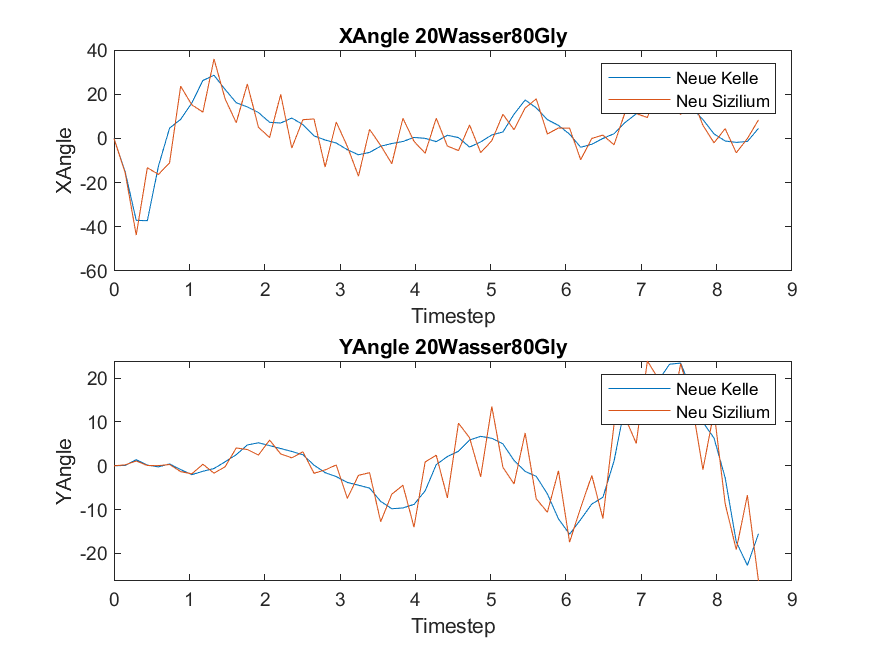 XAngle 20Wasser80Gly
40
20
0
-20
-40
-60
XAngle
Neue Kelle
Neu Sizilium
0 1 2 3 4 5 6 7 8 9
Timestep
YAngle 20Wasser80Gly
20
10
0
-10
-20
YAngle
Neue Kelle
Neu Sizilium
0 1 2 3 4 5 6 7 8 9
Timestep